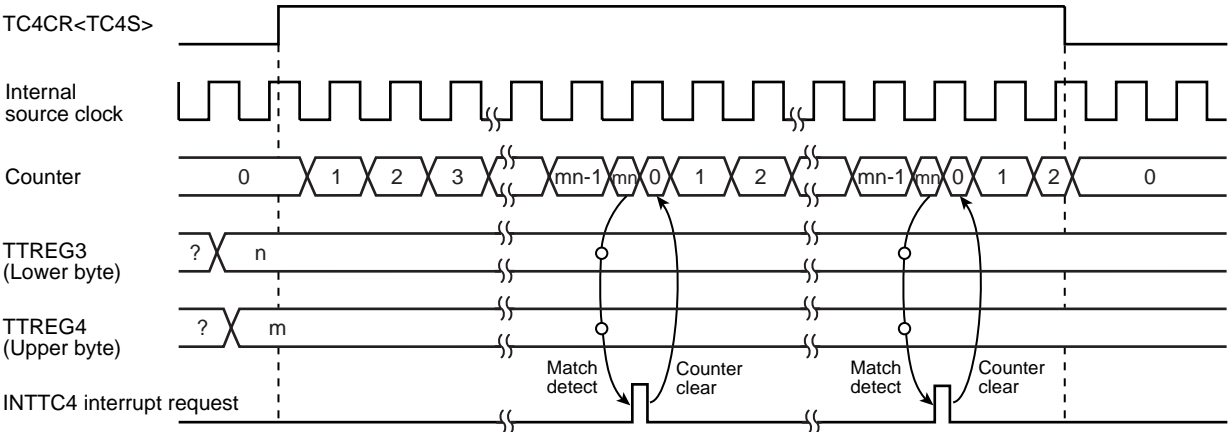 TC4CR<TC4S>
Internal
source clock
Counter
0 1 2 3 mn-1 mn 0 1 2 mn-1 mn 0 1 2 0
TTREG3
(Lower byte)
? n
TTREG4
(Upper byte)
? m
Match
detect
Counter
clear
Match
detect
Counter
clear
INTTC4 interrupt request